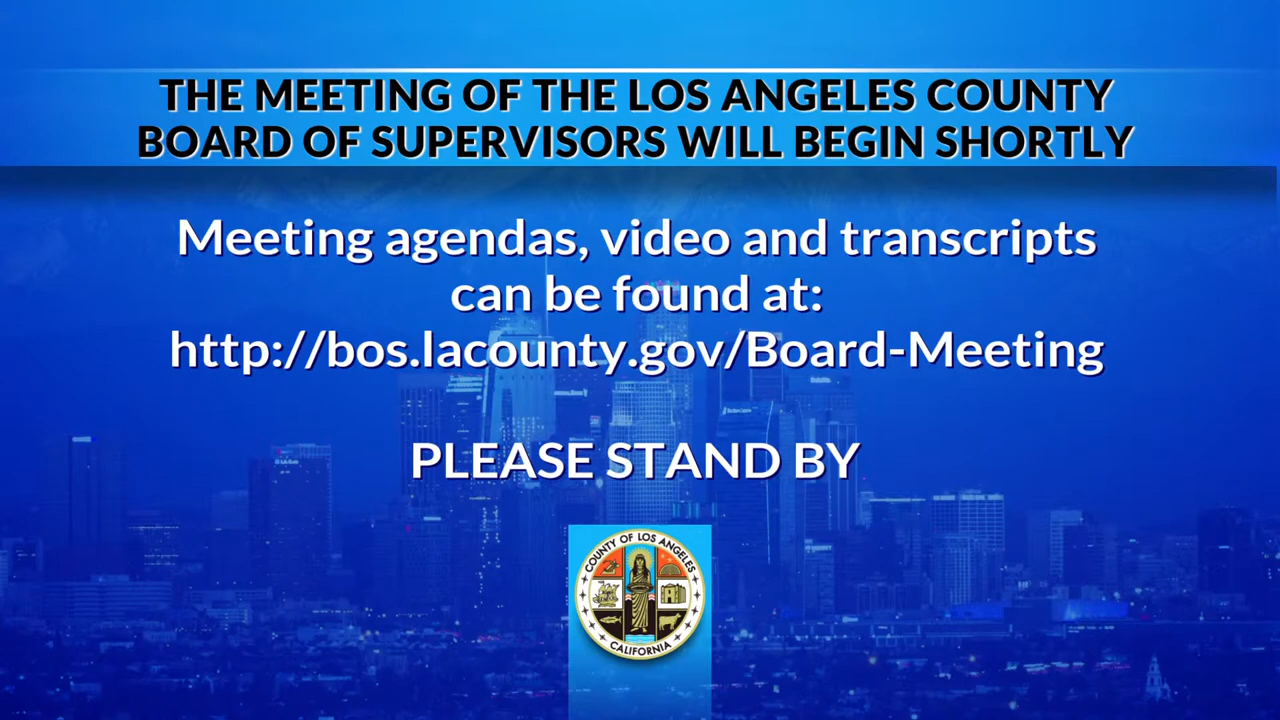 THE MEETING OF THE LOS ANGELES COUNTY
BOARD OF SUPERVISORS WILL BEGIN SHORTLY
Meeting agendas, video and transcripts
can be found at:
http://bos.lacounty.gov/Board-Meeting
PLEASE STAND BY
COUNTY OF LOS ANGELES
CALIFORNIA